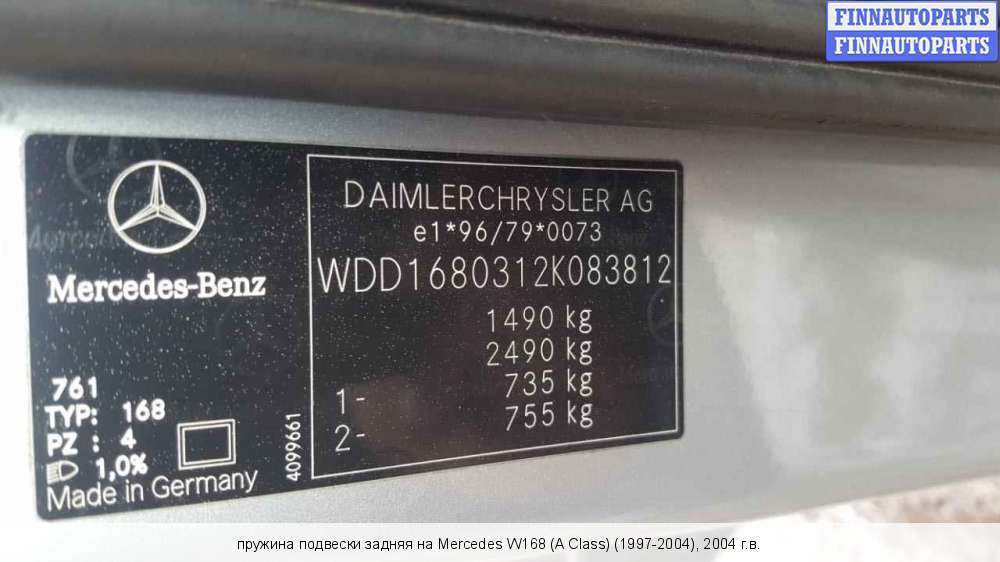 FINNAUTOPARTS
FINNAUTOPARTS
Mercedes-Benz
761
TYP: 168
PZ : 4
1,0%
Made in Germany
4099661
DAIMLERCHRYSLER AG
e1*96/79*0073
WDD1680312K083812
1490 kg
2490 kg
1- 735 kg
2- 755 kg
пружина подвески задняя на Mercedes W168 (A Class) (1997-2004), 2004 г.в.